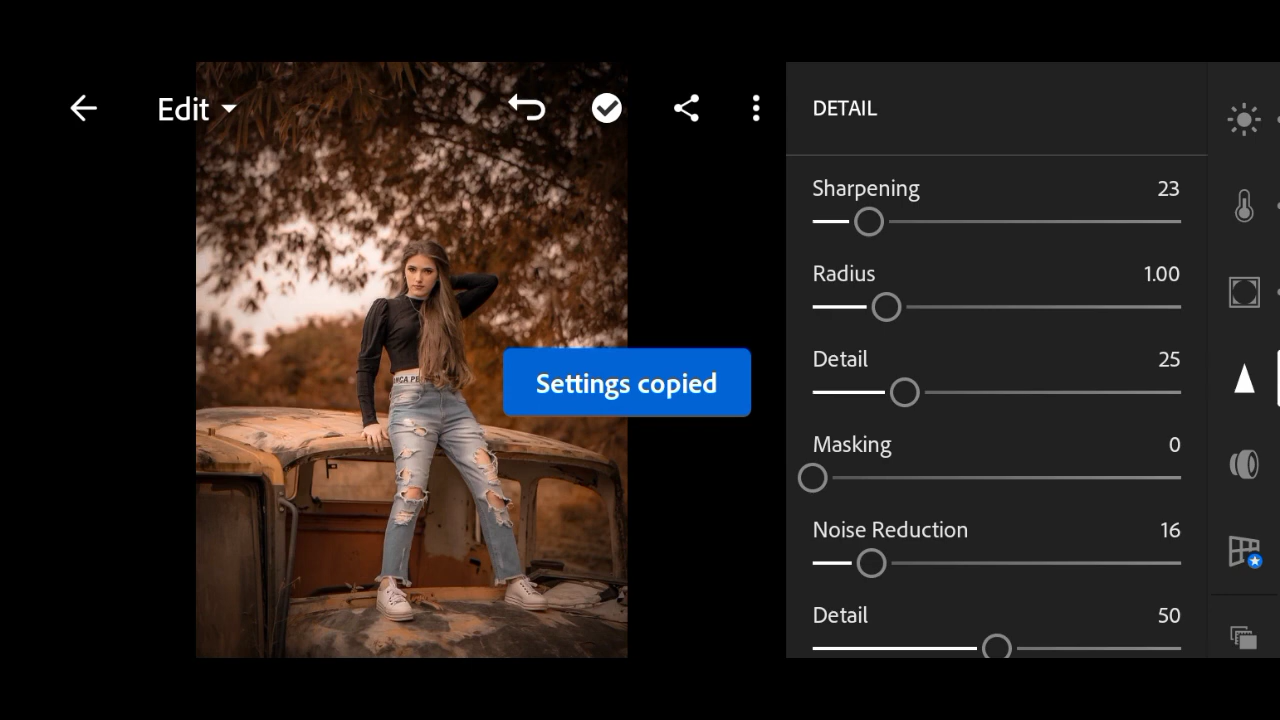 Edit
DETAIL
Sharpening 23
Radius 1.00
Detail 25
Settings copied
Masking 0
Noise Reduction 16
Detail 50